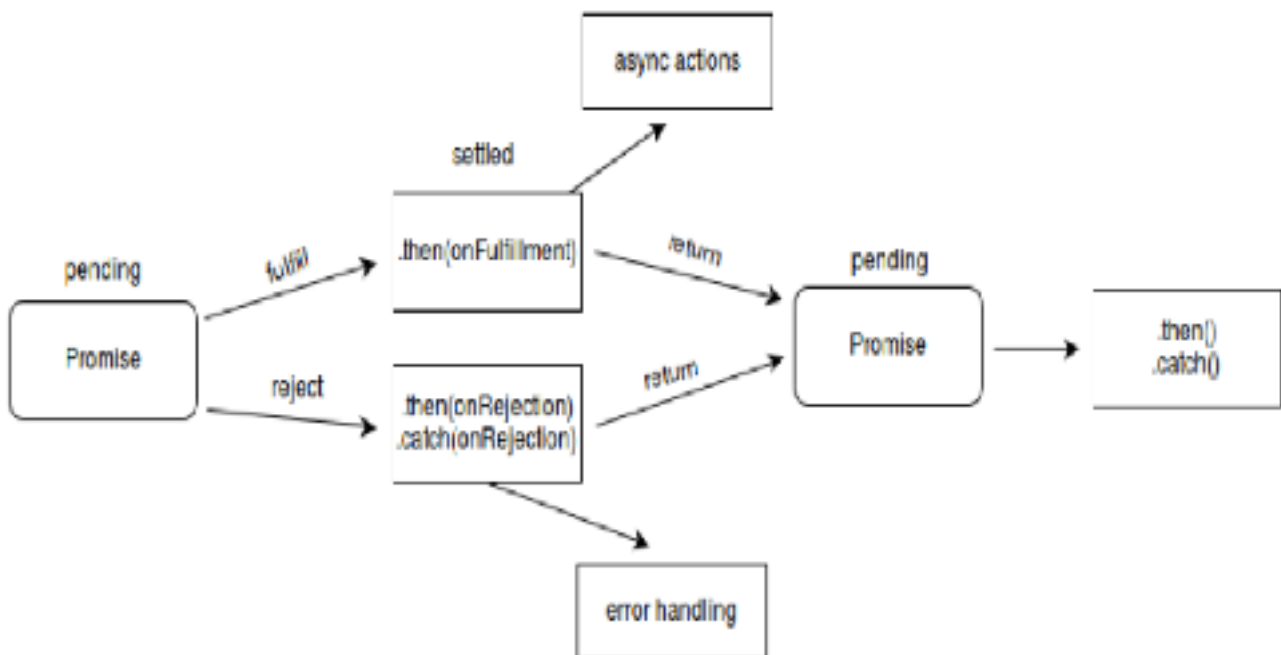 async actions
settled
.then(onFulfillment)
fulfill
return
pending
pending
Promise
Promise
.then()
.catch()
reject
return
.then(onRejection)
.catch(onRejection)
error handling